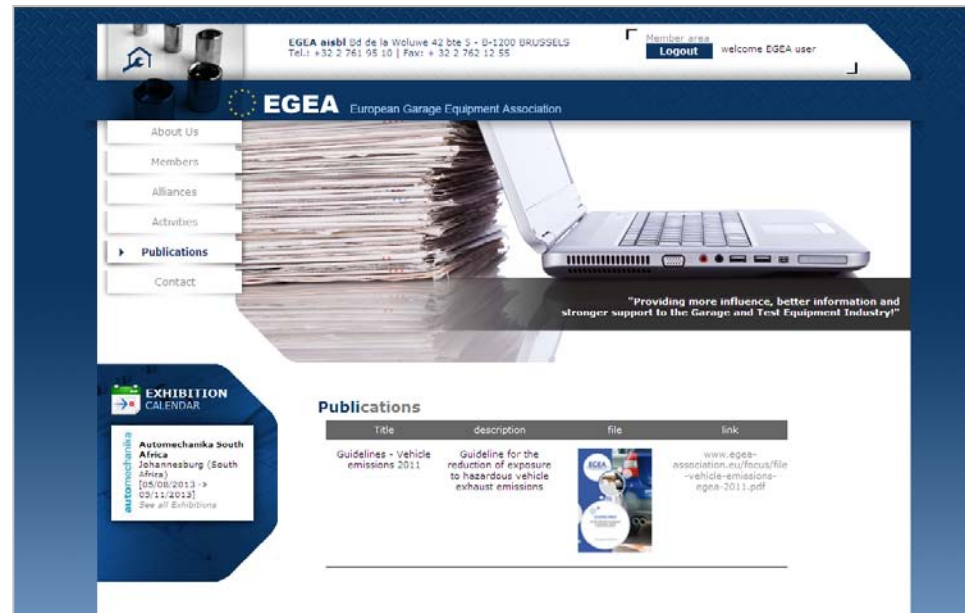 EGEA aisbl Bd de la Woluwe 42 bte 5 - B-1200 BRUSSELS
Tel.: +32 2 761 95 10 | Fax: + 32 2 762 12 55
Member area
Logout welcome EGEA user
EGEA European Garage Equipment Association
About Us
Members
Alliances
Activities
Publications
Contact
"Providing more influence, better information and
stronger support to the Garage and Test Equipment Industry!"
EXHIBITION
CALENDAR
automechanika
Automechanika South
Africa
Johannesburg (South
Africa)
[05/08/2013 ->
05/11/2013]
See all Exhibitions
Publications
Title description file link
Guidelines - Vehicle
emissions 2011
Guideline for the
reduction of exposure
to hazardous vehicle
exhaust emissions
EGEA
www.egea-
association.eu/focus/file
-vehicle-emissions-
egea-2011.pdf